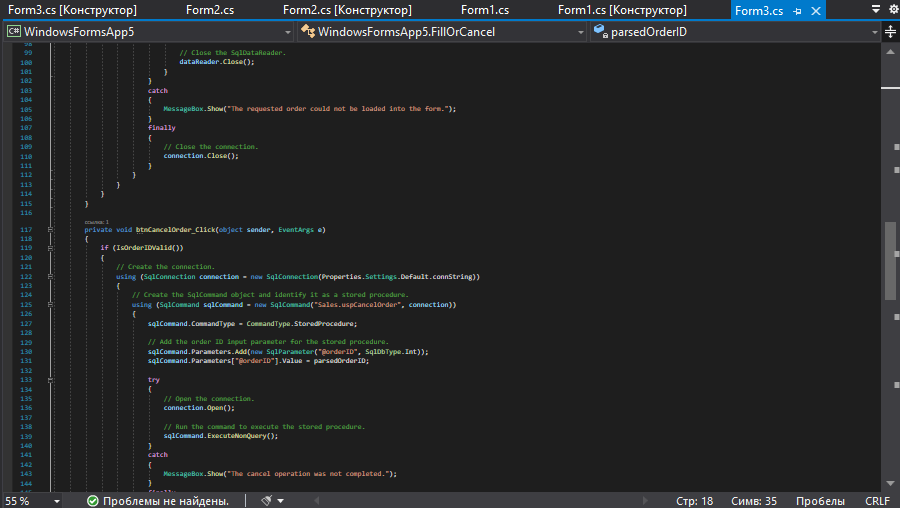 Form3.cs [Конструктор] Form2.cs Form2.cs [Конструктор] Form1.cs Form1.cs [Конструктор] Form3.cs
C# WindowsFormsApp5 WindowsFormsApp5.FillOrCancel parsedOrderID
98
99 // Close the SqlDataReader.
100 dataReader.Close();
101 }
102 }
103 catch
104 {
105 MessageBox.Show("The requested order could not be loaded into the form.");
106 }
107 finally
108 {
109 // Close the connection.
110 connection.Close();
111 }
112 }
113 }
114 }
115 }
116
ссылка: 1
117 private void btnCancelOrder_Click(object sender, EventArgs e)
118 {
119 if (IsOrderIDValid())
120 {
121 // Create the connection.
122 using (SqlConnection connection = new SqlConnection(Properties.Settings.Default.connString))
123 {
124 // Create the SqlCommand object and identify it as a stored procedure.
125 using (SqlCommand sqlCommand = new SqlCommand("Sales.uspCancelOrder", connection))
126 {
127 sqlCommand.CommandType = CommandType.StoredProcedure;
128
129 // Add the order ID input parameter for the stored procedure.
130 sqlCommand.Parameters.Add(new SqlParameter("@orderID", SqlDbType.Int));
131 sqlCommand.Parameters["@orderID"].Value = parsedOrderID;
132
133 try
134 {
135 // Open the connection.
136 connection.Open();
137
138 // Run the command to execute the stored procedure.
139 sqlCommand.ExecuteNonQuery();
140 }
141 catch
142 {
143 MessageBox.Show("The cancel operation was not completed.");
144 }
55 % Проблемы не найдены. Стр: 18 Симв: 35 Пробелы CRLF